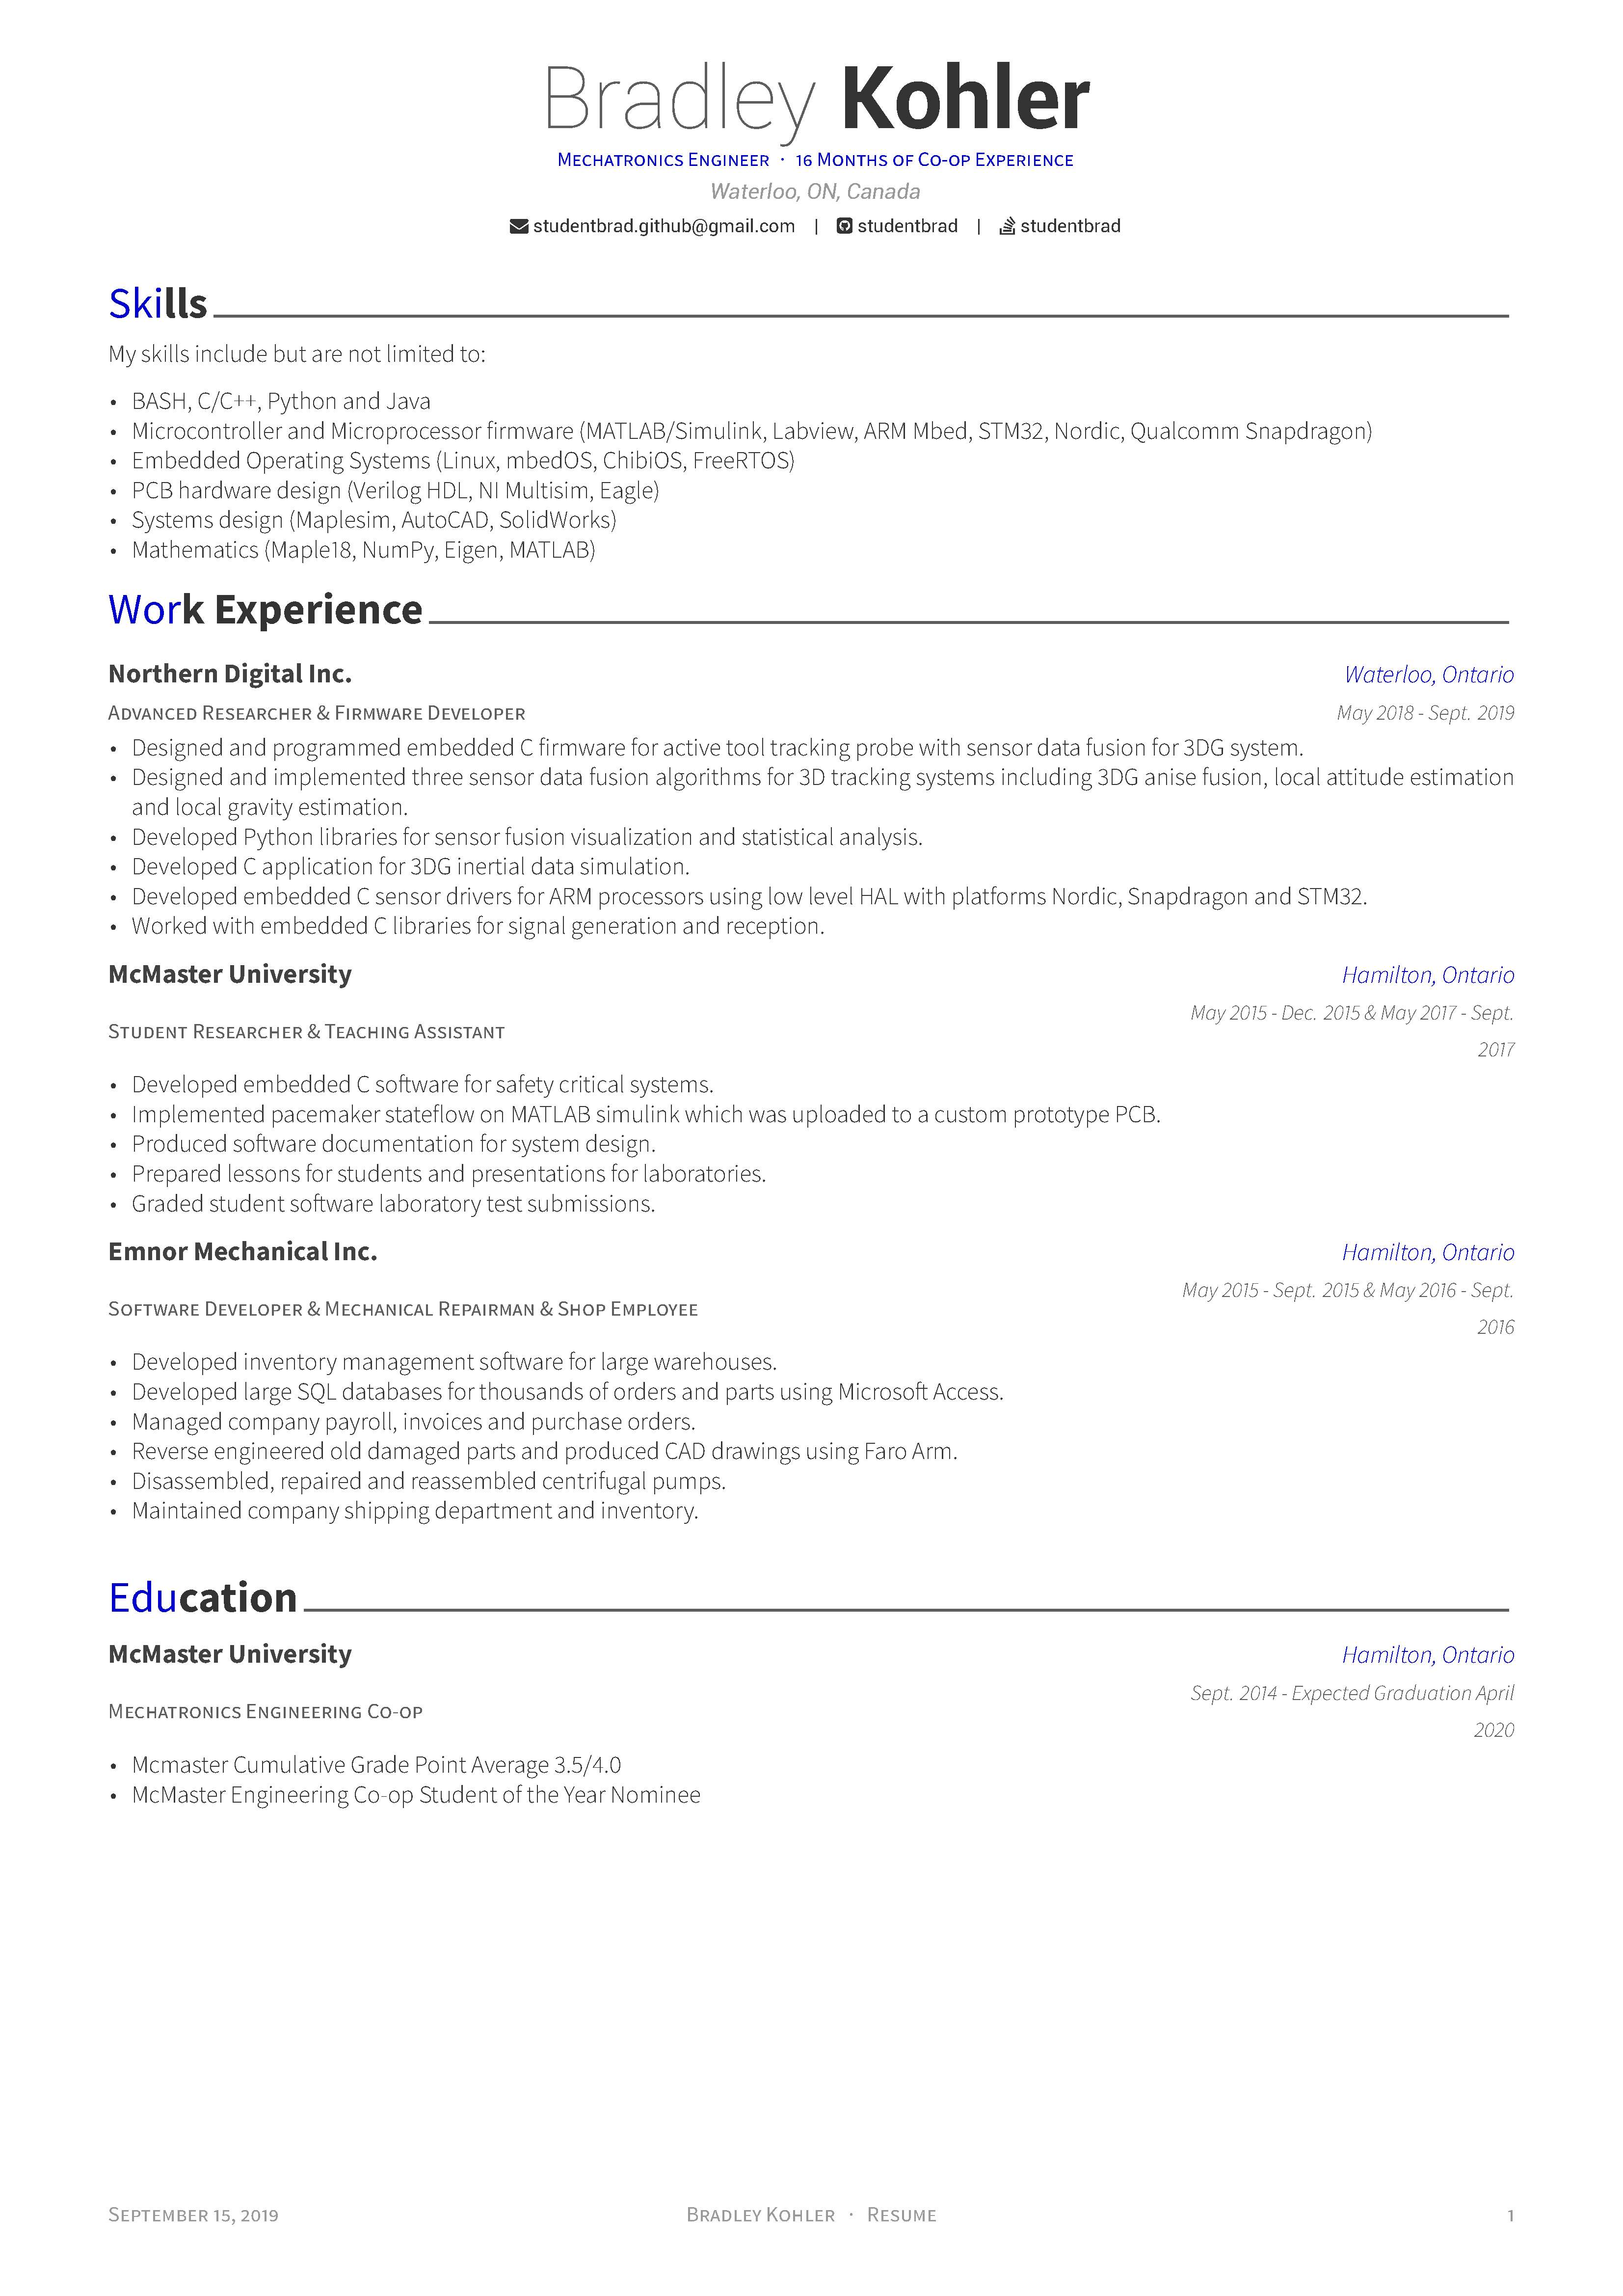 Bradley Kohler
Mechatronics Engineer · 16 Months of Co-op Experience
Waterloo, ON, Canada
studentbrad.github@gmail.com | studentbrad | studentbrad
Skills
My skills include but are not limited to:
• BASH, C/C++, Python and Java
• Microcontroller and Microprocessor firmware (MATLAB/Simulink, Labview, ARM Mbed, STM32, Nordic, Qualcomm Snapdragon)
• Embedded Operating Systems (Linux, mbedOS, ChibiOS, FreeRTOS)
• PCB hardware design (Verilog HDL, NI Multisim, Eagle)
• Systems design (Maplesim, AutoCAD, SolidWorks)
• Mathematics (Maple18, NumPy, Eigen, MATLAB)
Work Experience
Northern Digital Inc. Waterloo, Ontario
Advanced Researcher & Firmware Developer May 2018 - Sept. 2019
• Designed and programmed embedded C firmware for active tool tracking probe with sensor data fusion for 3DG system.
• Designed and implemented three sensor data fusion algorithms for 3D tracking systems including 3DG anise fusion, local attitude estimation
and local gravity estimation.
• Developed Python libraries for sensor fusion visualization and statistical analysis.
• Developed C application for 3DG inertial data simulation.
• Developed embedded C sensor drivers for ARM processors using low level HAL with platforms Nordic, Snapdragon and STM32.
• Worked with embedded C libraries for signal generation and reception.
McMaster University Hamilton, Ontario
Student Researcher & Teaching Assistant May 2015 - Dec. 2015 & May 2017 - Sept.
2017
• Developed embedded C software for safety critical systems.
• Implemented pacemaker stateflow on MATLAB simulink which was uploaded to a custom prototype PCB.
• Produced software documentation for system design.
• Prepared lessons for students and presentations for laboratories.
• Graded student software laboratory test submissions.
Emnor Mechanical Inc. Hamilton, Ontario
Software Developer & Mechanical Repairman & Shop Employee May 2015 - Sept. 2015 & May 2016 - Sept.
2016
• Developed inventory management software for large warehouses.
• Developed large SQL databases for thousands of orders and parts using Microsoft Access.
• Managed company payroll, invoices and purchase orders.
• Reverse engineered old damaged parts and produced CAD drawings using Faro Arm.
• Disassembled, repaired and reassembled centrifugal pumps.
• Maintained company shipping department and inventory.
Education
McMaster University Hamilton, Ontario
Mechatronics Engineering Co-op Sept. 2014 - Expected Graduation April
2020
• Mcmaster Cumulative Grade Point Average 3.5/4.0
• McMaster Engineering Co-op Student of the Year Nominee
September 15, 2019 Bradley Kohler · Resume 1